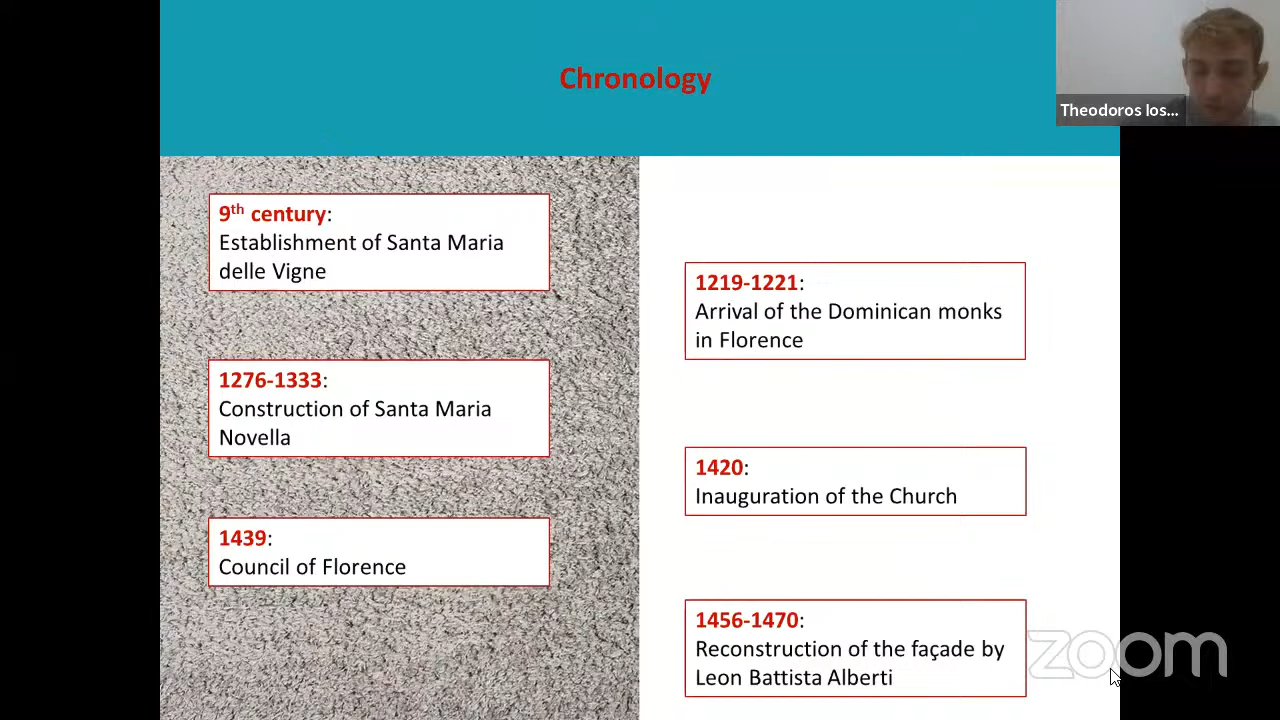 Chronology
Theodoros Ios...
9th century:
Establishment of Santa Maria
delle Vigne
1219-1221:
Arrival of the Dominican monks
in Florence
1276-1333:
Construction of Santa Maria
Novella
1420:
Inauguration of the Church
1439:
Council of Florence
1456-1470:
Reconstruction of the façade by
Leon Battista Alberti
zoom